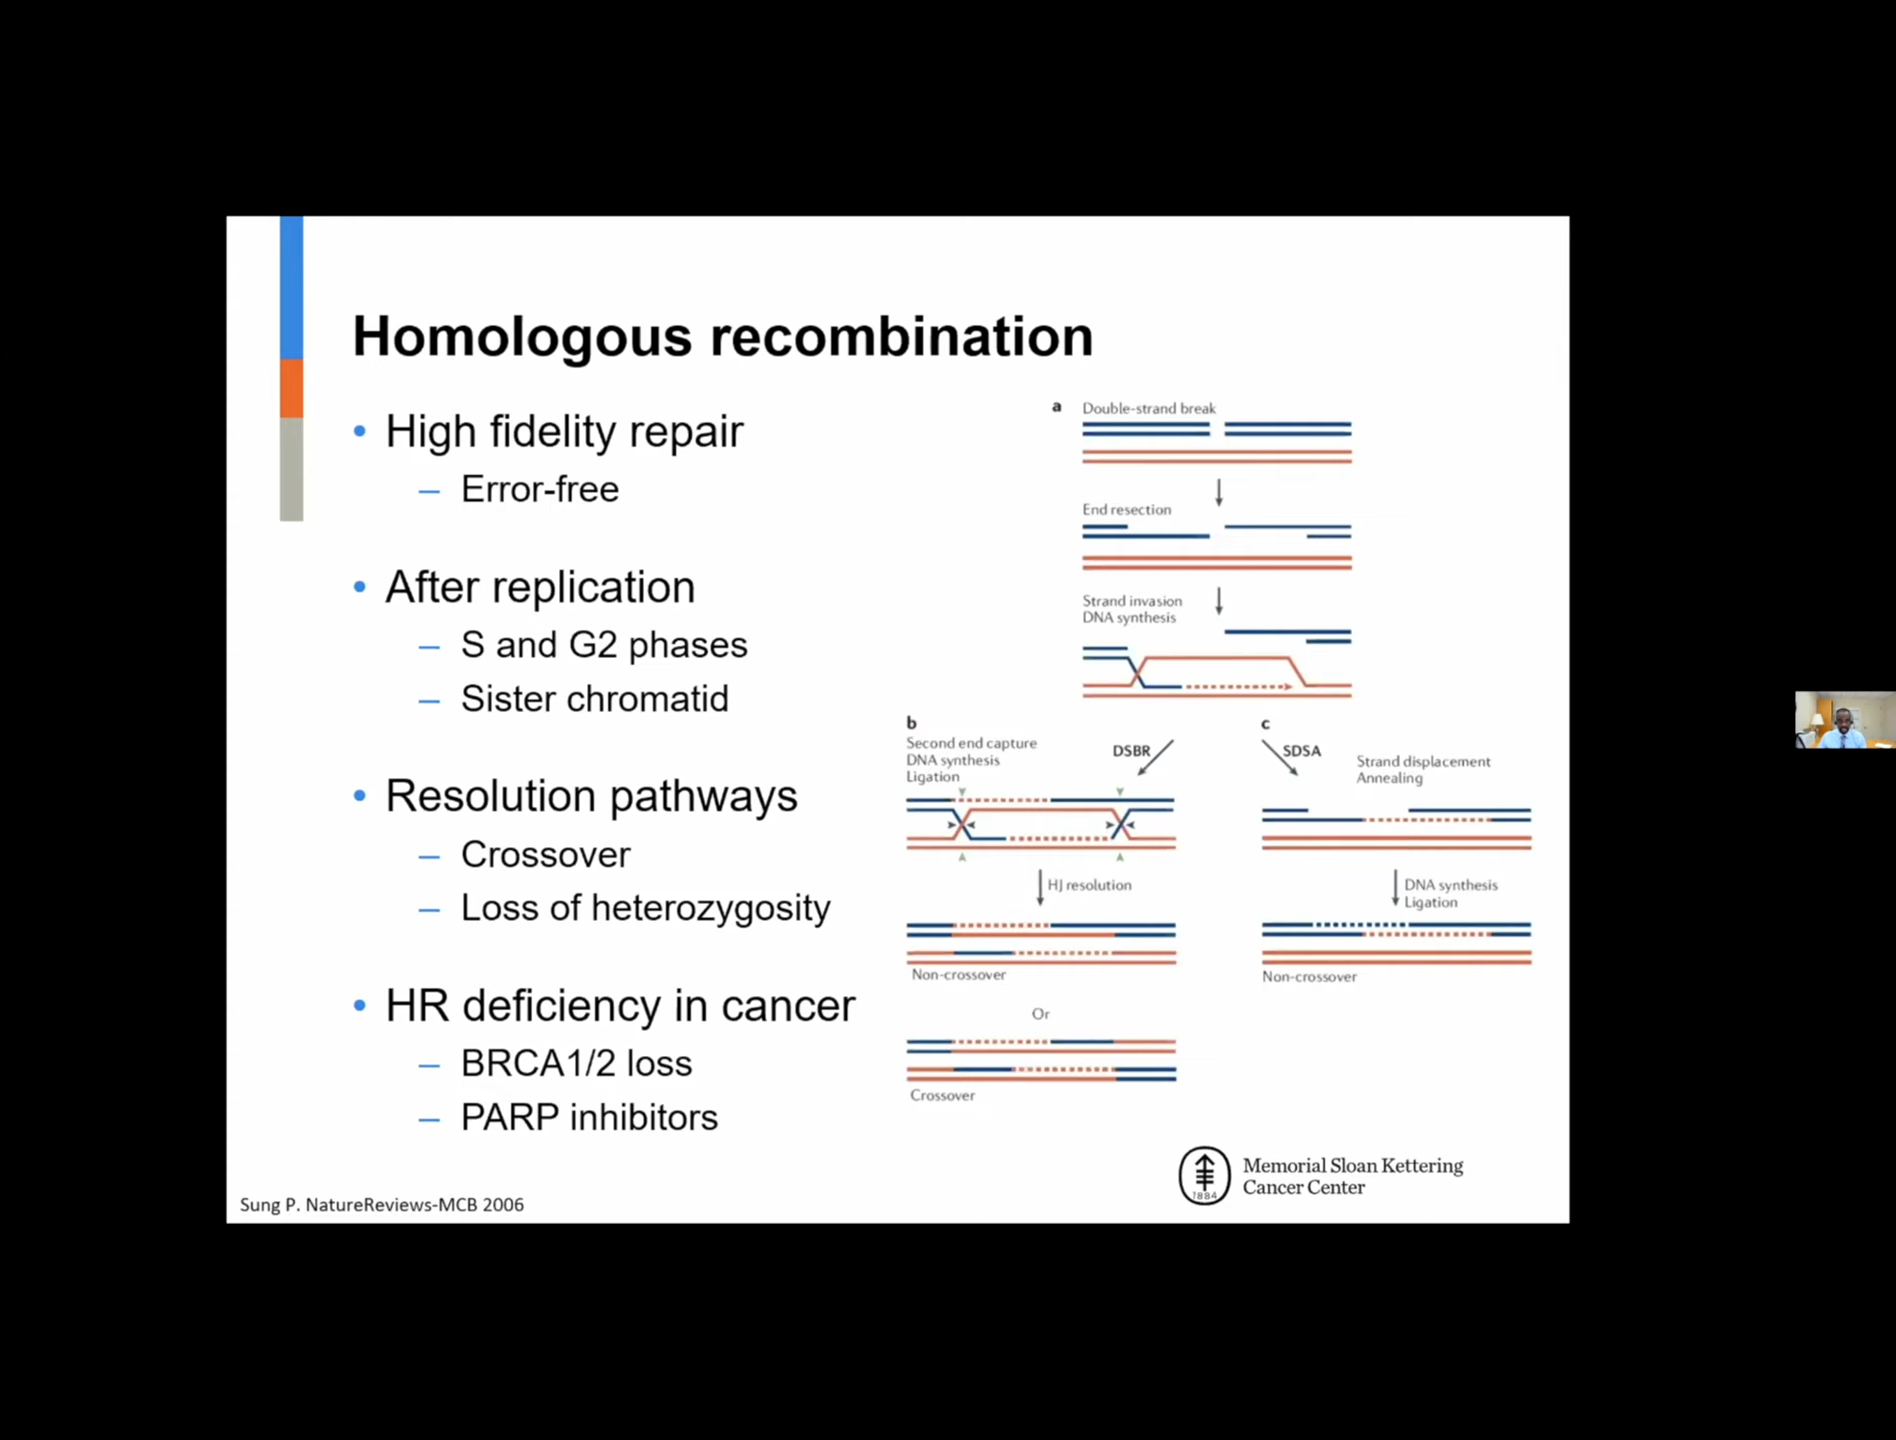 Homologous recombination
• High fidelity repair
– Error-free
• After replication
– S and G2 phases
– Sister chromatid
• Resolution pathways
– Crossover
– Loss of heterozygosity
• HR deficiency in cancer
– BRCA1/2 loss
– PARP inhibitors
a Double-strand break
End resection
Strand invasion
DNA synthesis
b
Second end capture
DNA synthesis
Ligation
DSBR
HJ resolution
Non-crossover
Or
Crossover
c
SDSA
Strand displacement
Annealing
DNA synthesis
Ligation
Non-crossover
Sung P. NatureReviews-MCB 2006
1884
Memorial Sloan Kettering
Cancer Center